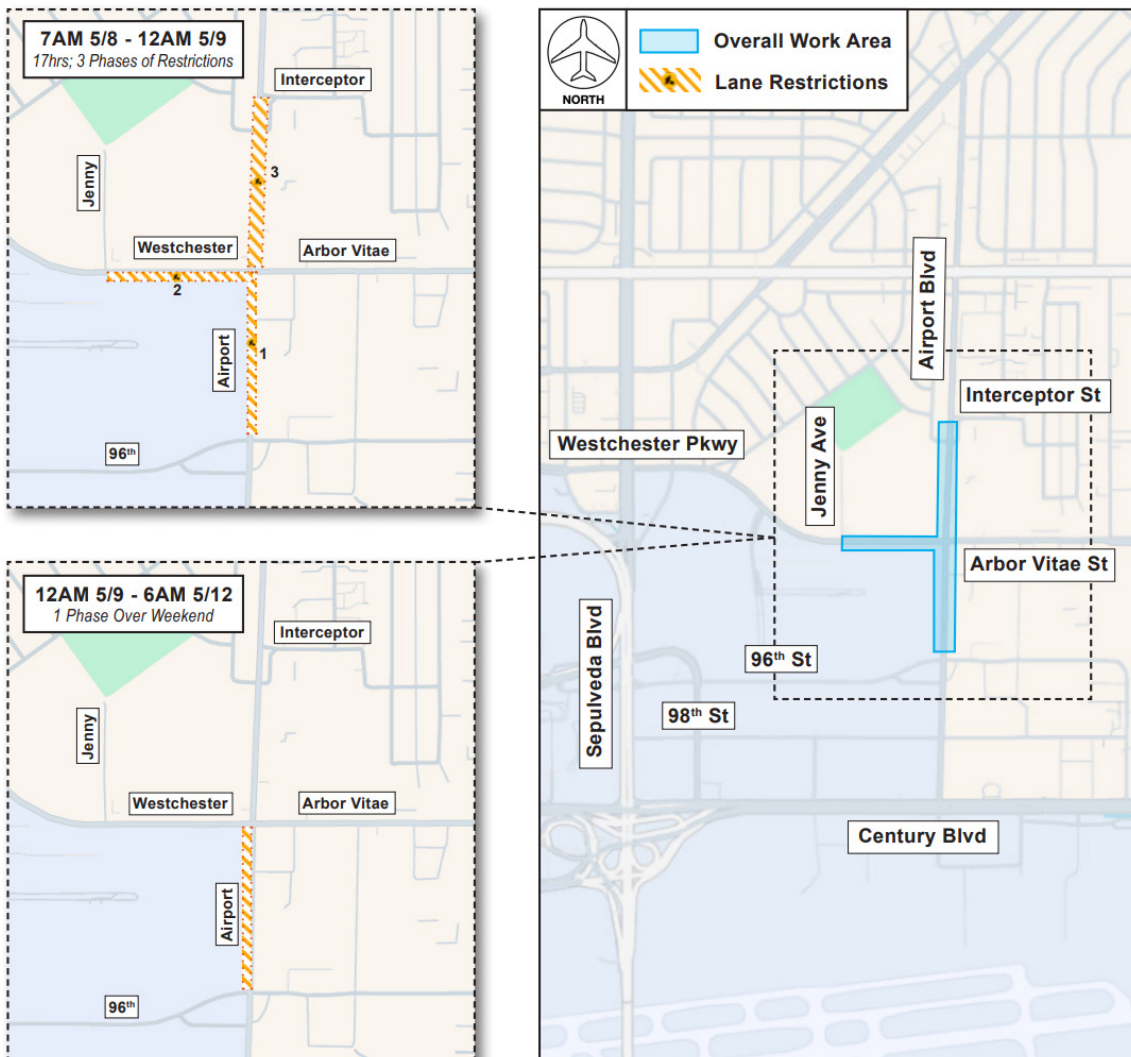 7AM 5/8 - 12AM 5/9
17hrs; 3 Phases of Restrictions
Interceptor
3
Jenny
Westchester
Arbor Vitae
2
Airport
1
96th
12AM 5/9 - 6AM 5/12
1 Phase Over Weekend
Interceptor
Jenny
Westchester
Arbor Vitae
Airport
96th
NORTH
Overall Work Area
Lane Restrictions
Airport Blvd
Interceptor St
Westchester Pkwy
Jenny Ave
Arbor Vitae St
96th St
98th St
Sepulveda Blvd
Century Blvd